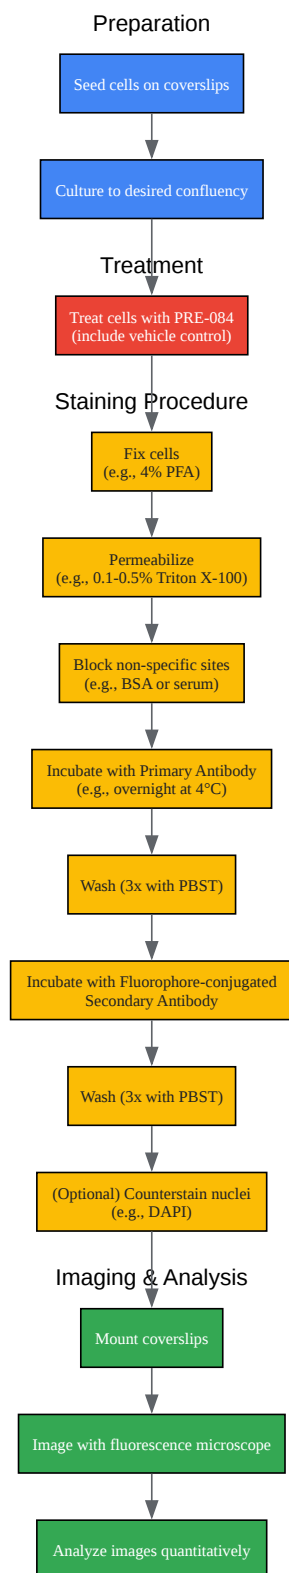 Preparation
Seed cells on coverslips
Culture to desired confluency
Treatment
Treat cells with PRE-084
(include vehicle control)
Staining Procedure
Fix cells
(e.g., 4% PFA)
Permeabilize
(e.g., 0.1-0.5% Triton X-100)
Block non-specific sites
(e.g., BSA or serum)
Incubate with Primary Antibody
(e.g., overnight at 4°C)
Wash (3x with PBST)
Incubate with Fluorophore-conjugated
Secondary Antibody
Wash (3x with PBST)
(Optional) Counterstain nuclei
(e.g., DAPI)
Imaging & Analysis
Mount coverslips
Image with fluorescence microscope
Analyze images quantitatively